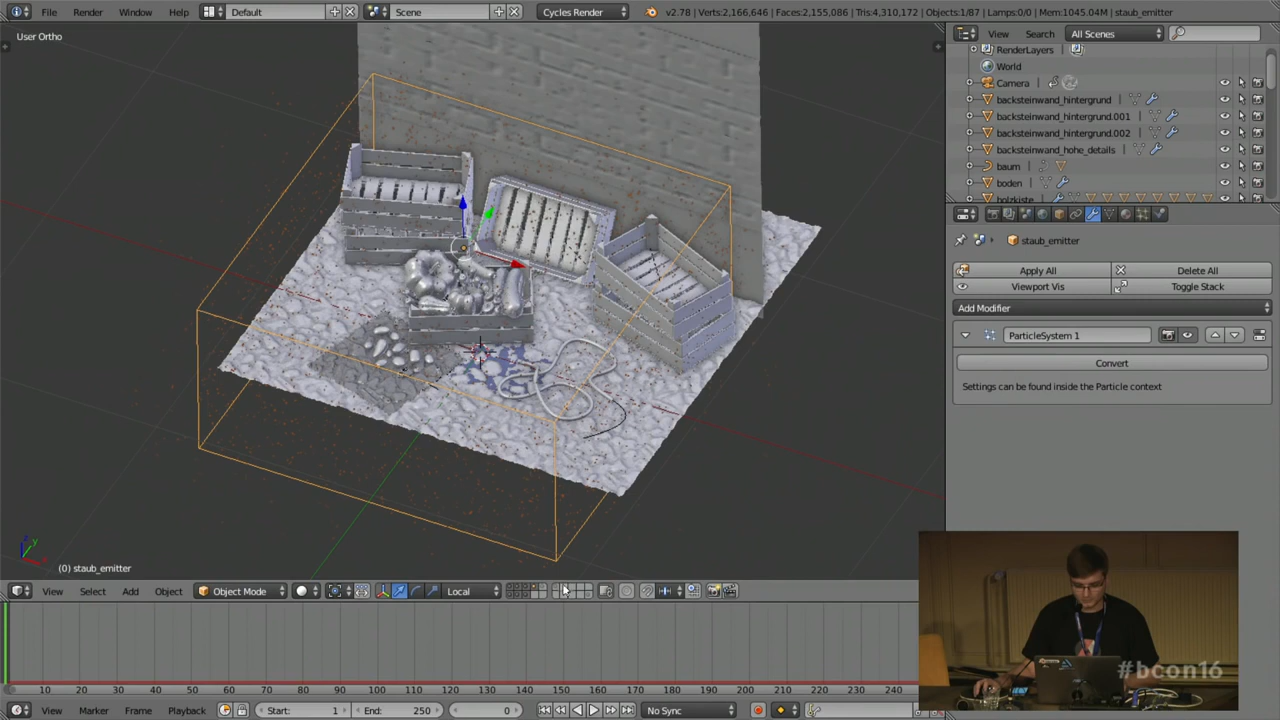 File Render Window Help Default Scene Cycles Render v2.78 | Verts:2,166,646 | Faces:2,155,086 | Tris:4,310,172 | Objects:1/87 | Lamps:0/0 | Mem:1045.04M | staub_emitter
User Ortho
View Search All Scenes
RenderLayers
World
Camera
backsteinwand_hintergrund
backsteinwand_hintergrund.001
backsteinwand_hintergrund.002
backsteinwand_hohe_details
baum
boden
holzkiste
staub_emitter
Apply All Delete All
Viewport Vis Toggle Stack
Add Modifier
ParticleSystem 1
Convert
Settings can be found inside the Particle context
(0) staub_emitter
View Select Add Object Object Mode Local
10 20 30 40 50 60 70 80 90 100 110 120 130 140 150 160 170 180 190 200 210 220 230 240
View Marker Frame Playback Start: 1 End: 250 0 No Sync
#bcon16